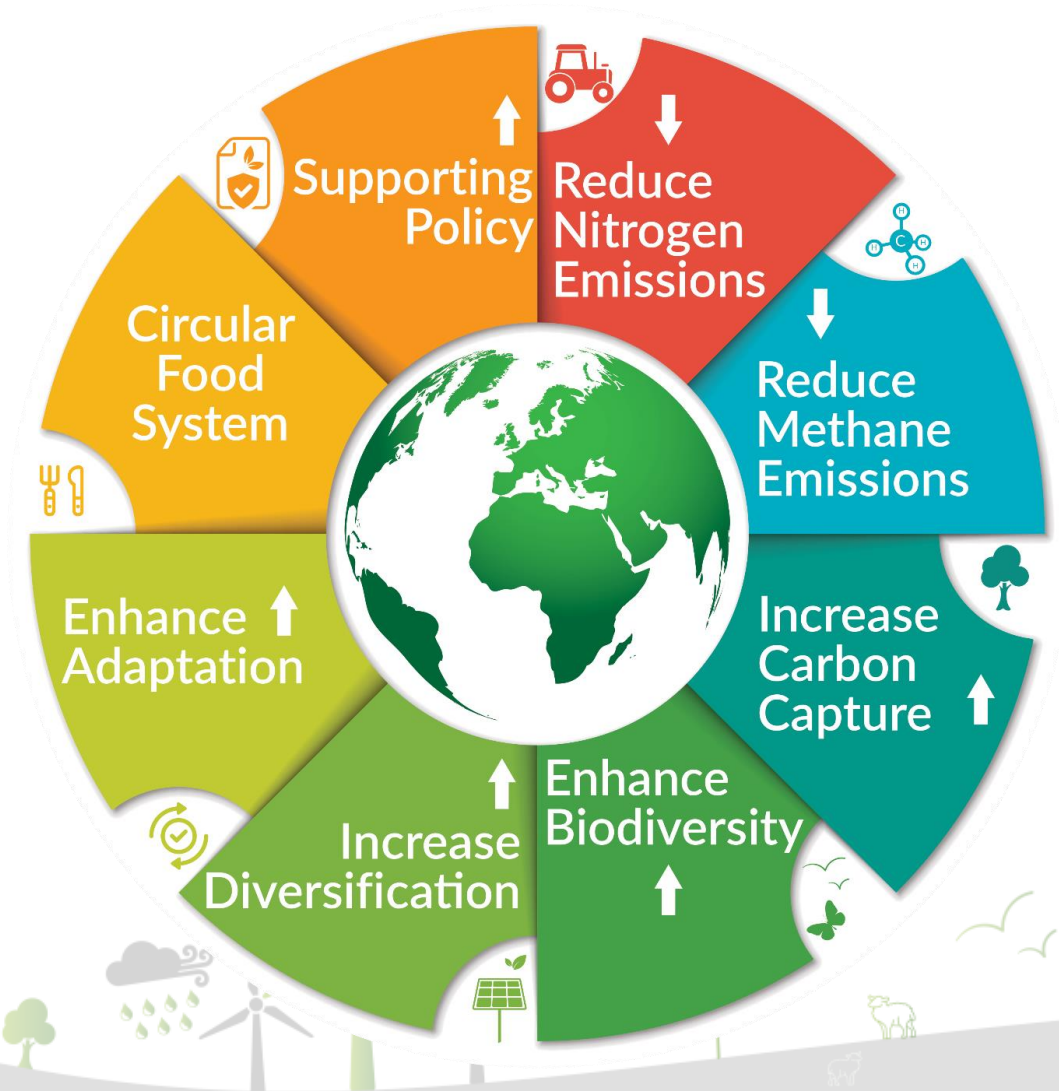 Supporting
Policy
Reduce
Nitrogen
Emissions
Reduce
Methane
Emissions
Increase
Carbon
Capture
Enhance
Biodiversity
Increase
Diversification
Enhance
Adaptation
Circular
Food
System
H
H
C
H
H